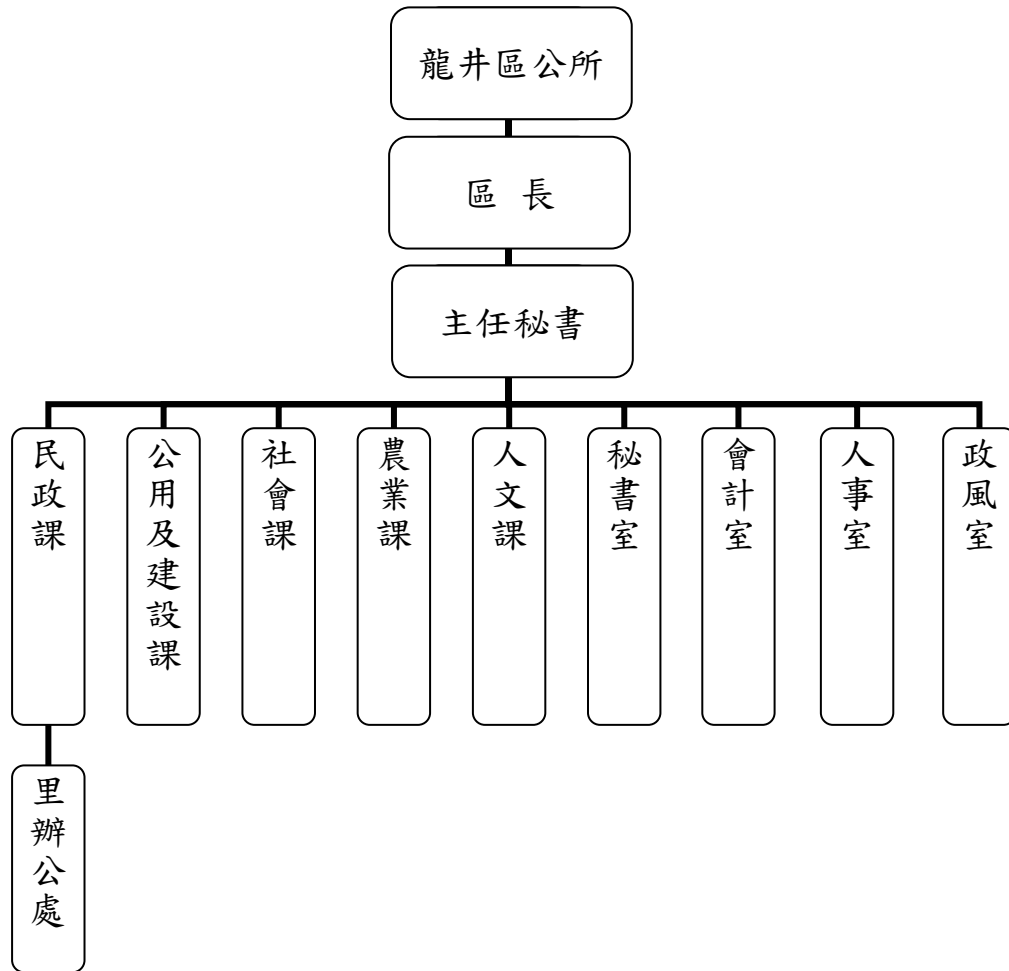 龍井區公所
區 長
主任秘書
民政課
公用及建設課
社會課
農業課
人文課
秘書室
會計室
人事室
政風室
里辦公處